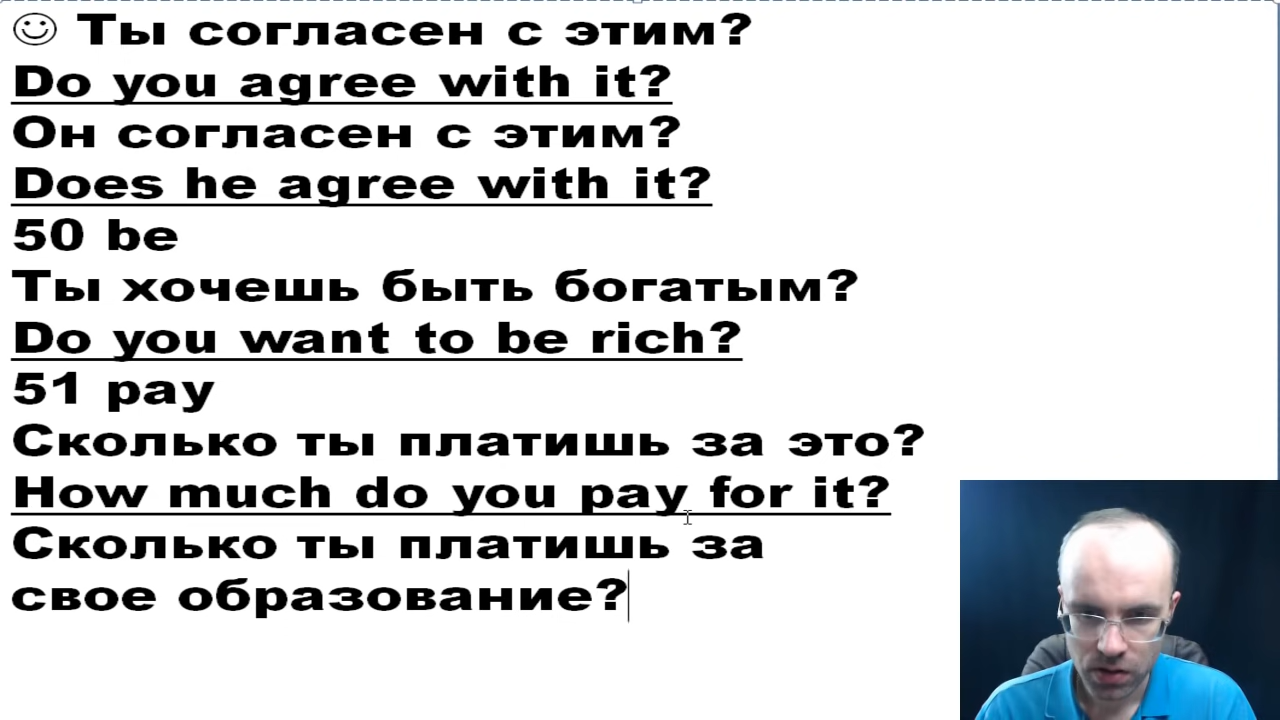 ☺ Ты согласен с этим?
Do you agree with it?
Он согласен с этим?
Does he agree with it?
50 be
Ты хочешь быть богатым?
Do you want to be rich?
51 pay
Сколько ты платишь за это?
How much do you pay for it?
Сколько ты платишь за
свое образование?